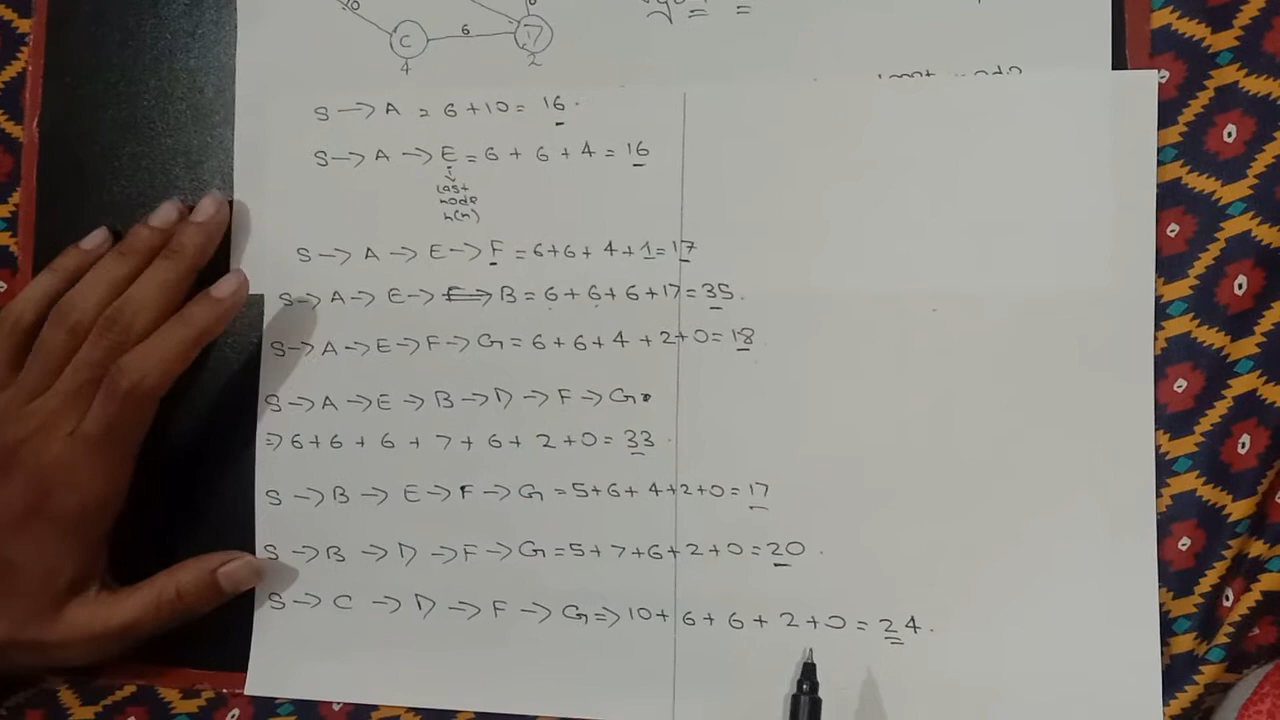 10
C
6
D
4
2
S → A = 6 + 10 = 16.
S → A → E = 6 + 6 + 4 = 16
last
node
h(n)
S → A → E → F = 6+6+4+1=17
S → A → E → F → B = 6+6+6+17=35.
S → A → E → F → G = 6+6+4+2+0=18
S → A → E → B → D → F → G
⇒ 6+6+6+7+6+2+0=33.
S → B → E → F → G = 5+6+4+2+0=17
S → B → D → F → G = 5+7+6+2+0=20.
S → C → D → F → G ⇒ 10+6+6+2+0=24.